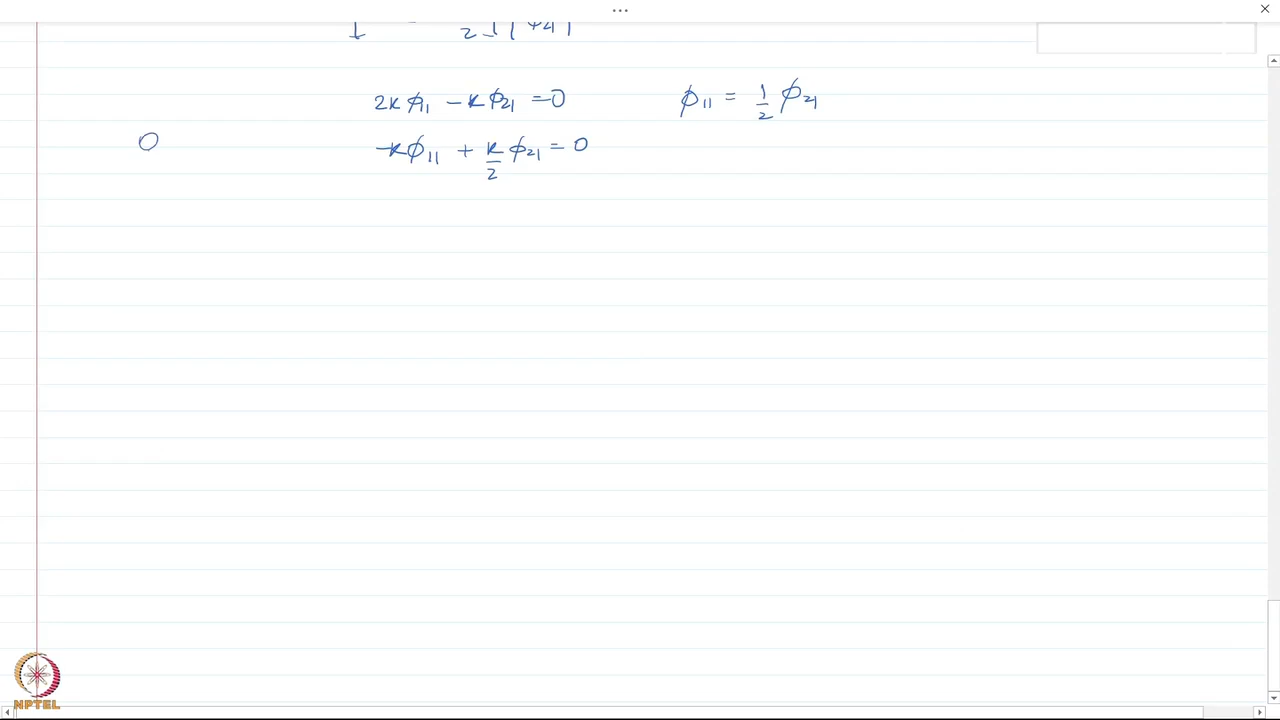 2kφ₁₁ − kφ₂₁ = 0 φ₁₁ = 1/2 φ₂₁
0 −kφ₁₁ + k/2 φ₂₁ = 0
NPTEL